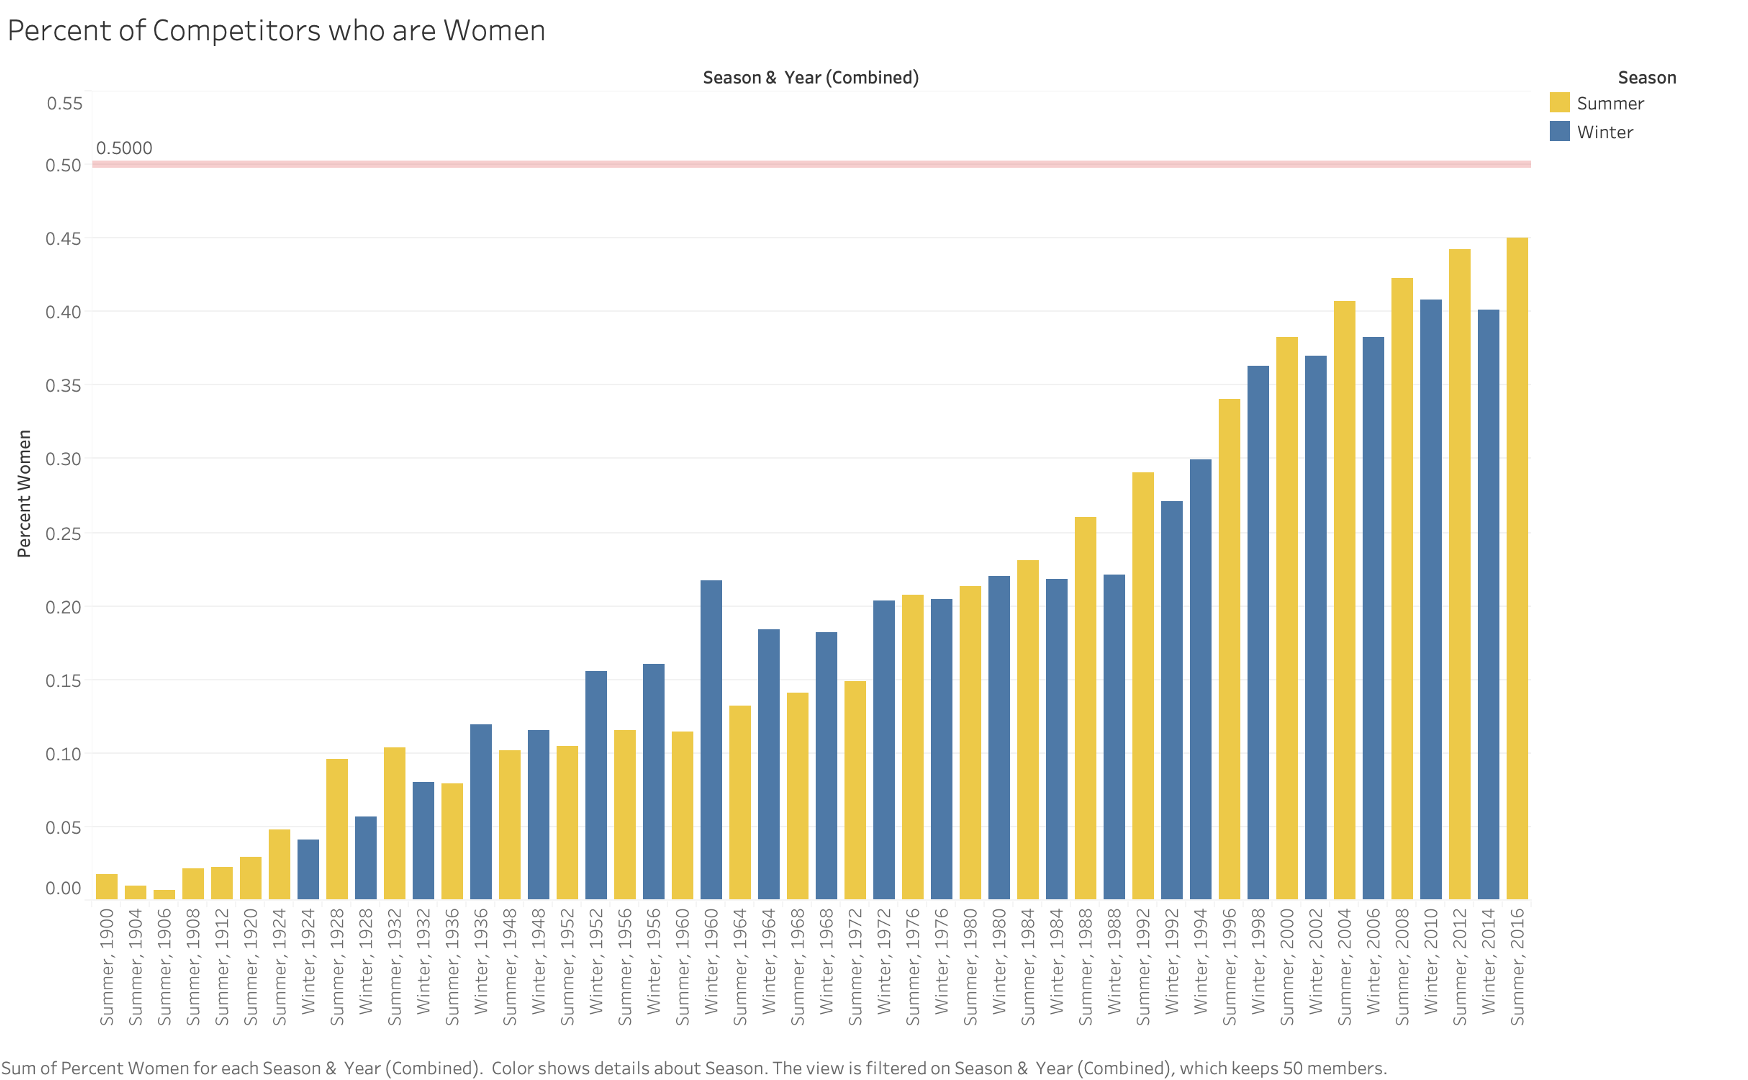 Percent of Competitors who are Women
Season & Year (Combined)
Season
Summer
Winter
0.55
0.5000
0.50
0.45
0.40
0.35
0.30
0.25
0.20
0.15
0.10
0.05
0.00
Percent Women
Summer, 1900
Summer, 1904
Summer, 1906
Summer, 1908
Summer, 1912
Summer, 1920
Summer, 1924
Winter, 1924
Summer, 1928
Winter, 1928
Summer, 1932
Winter, 1932
Summer, 1936
Winter, 1936
Summer, 1948
Winter, 1948
Summer, 1952
Winter, 1952
Summer, 1956
Winter, 1956
Summer, 1960
Winter, 1960
Summer, 1964
Winter, 1964
Summer, 1968
Winter, 1968
Summer, 1972
Winter, 1972
Summer, 1976
Winter, 1976
Summer, 1980
Winter, 1980
Summer, 1984
Winter, 1984
Summer, 1988
Winter, 1988
Summer, 1992
Winter, 1992
Winter, 1994
Summer, 1996
Winter, 1998
Summer, 2000
Winter, 2002
Summer, 2004
Winter, 2006
Summer, 2008
Winter, 2010
Summer, 2012
Winter, 2014
Summer, 2016
Sum of Percent Women for each Season & Year (Combined). Color shows details about Season. The view is filtered on Season & Year (Combined), which keeps 50 members.